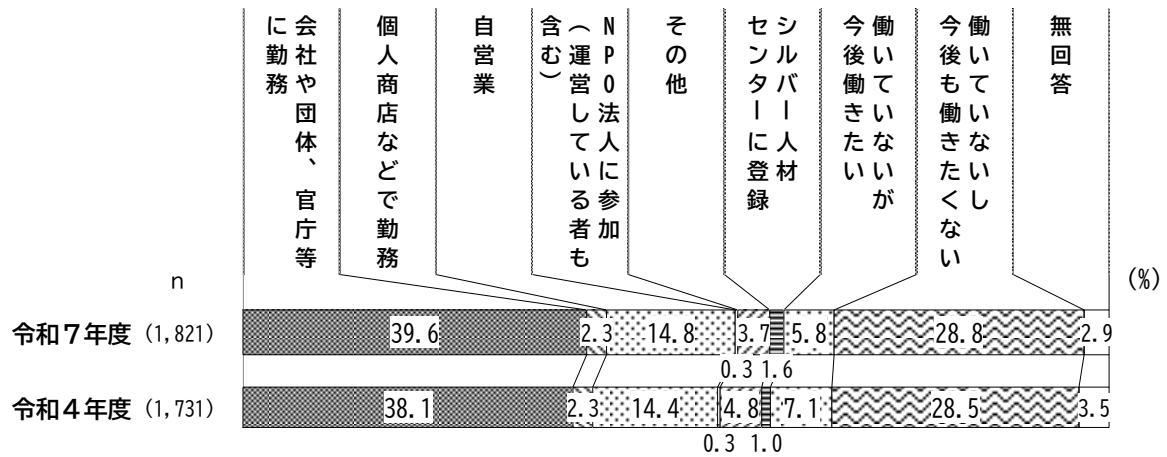 会社や団体、官庁等
に勤務
個人商店などで勤務
自営業
NPO法人に参加
（運営している者も
含む）
その他
シルバー人材
センターに登録
働いていないが
今後働きたい
働いていないし
今後も働きたくない
無回答
n
(%)
令和７年度 (1,821) 39.6 2.3 14.8 3.7 5.8 28.8 2.9
0.3 1.6
令和４年度 (1,731) 38.1 2.3 14.4 4.8 7.1 28.5 3.5
0.3 1.0